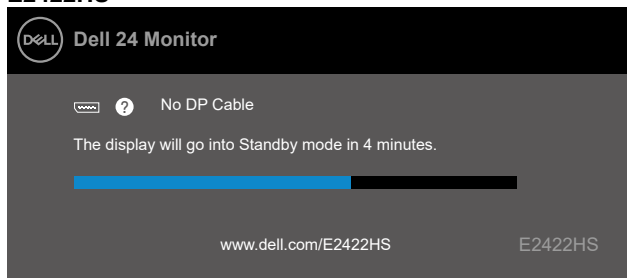 E2422HS
DELL Dell 24 Monitor
? No DP Cable
The display will go into Standby mode in 4 minutes.
www.dell.com/E2422HS E2422HS